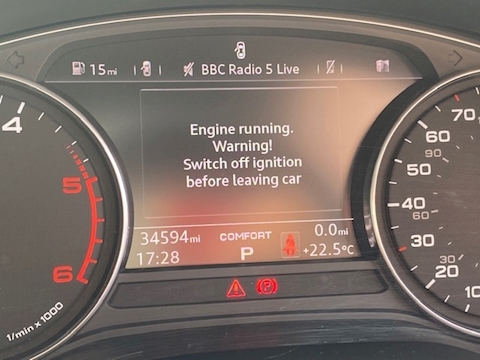 15mi BBC Radio 5 Live
Engine running.
Warning!
Switch off ignition
before leaving car
34594mi COMFORT 0.0mi
17:28 P +22.5°C
4
5
6
1/min x 1000
70
60
90
50
40
60
30
30
20
10